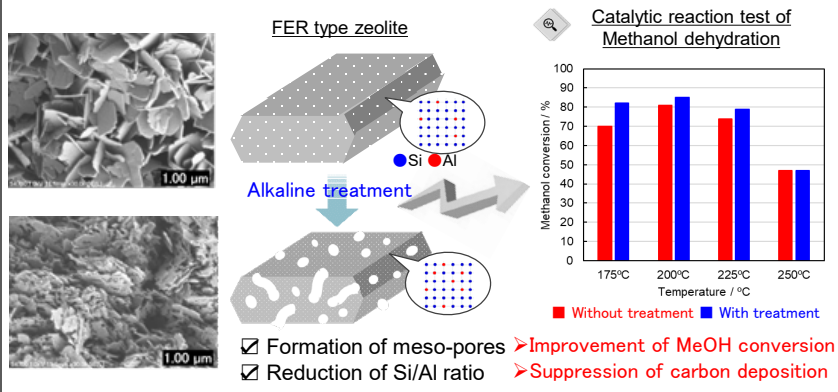 FER type zeolite
Si Al
Alkaline treatment
1.00 µm
1.00 µm
☑ Formation of meso-pores
☑ Reduction of Si/Al ratio
Catalytic reaction test of
Methanol dehydration
Methanol conversion / %
100
90
80
70
60
50
40
30
20
10
0
175ºC 200ºC 225ºC 250ºC
Temperature / ºC
Without treatment With treatment
➢Improvement of MeOH conversion
➢Suppression of carbon deposition